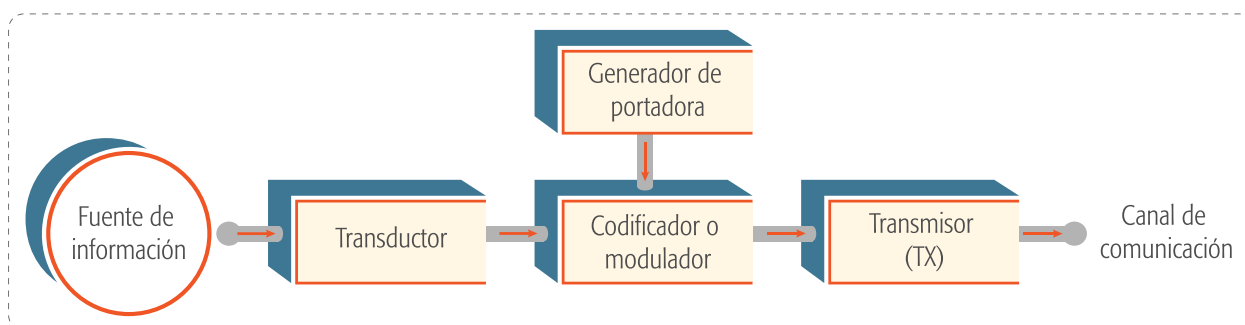 Generador de
portadora
Fuente de
información
Transductor
Codificador o
modulador
Transmisor
(TX)
Canal de
comunicación